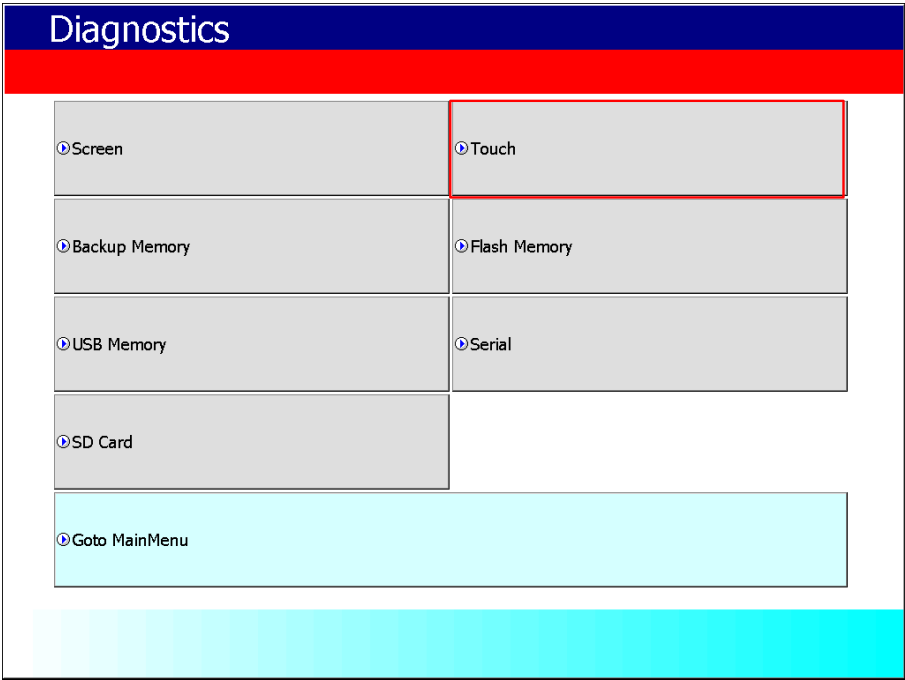 Diagnostics
Screen
Touch
Backup Memory
Flash Memory
USB Memory
Serial
SD Card
Goto MainMenu